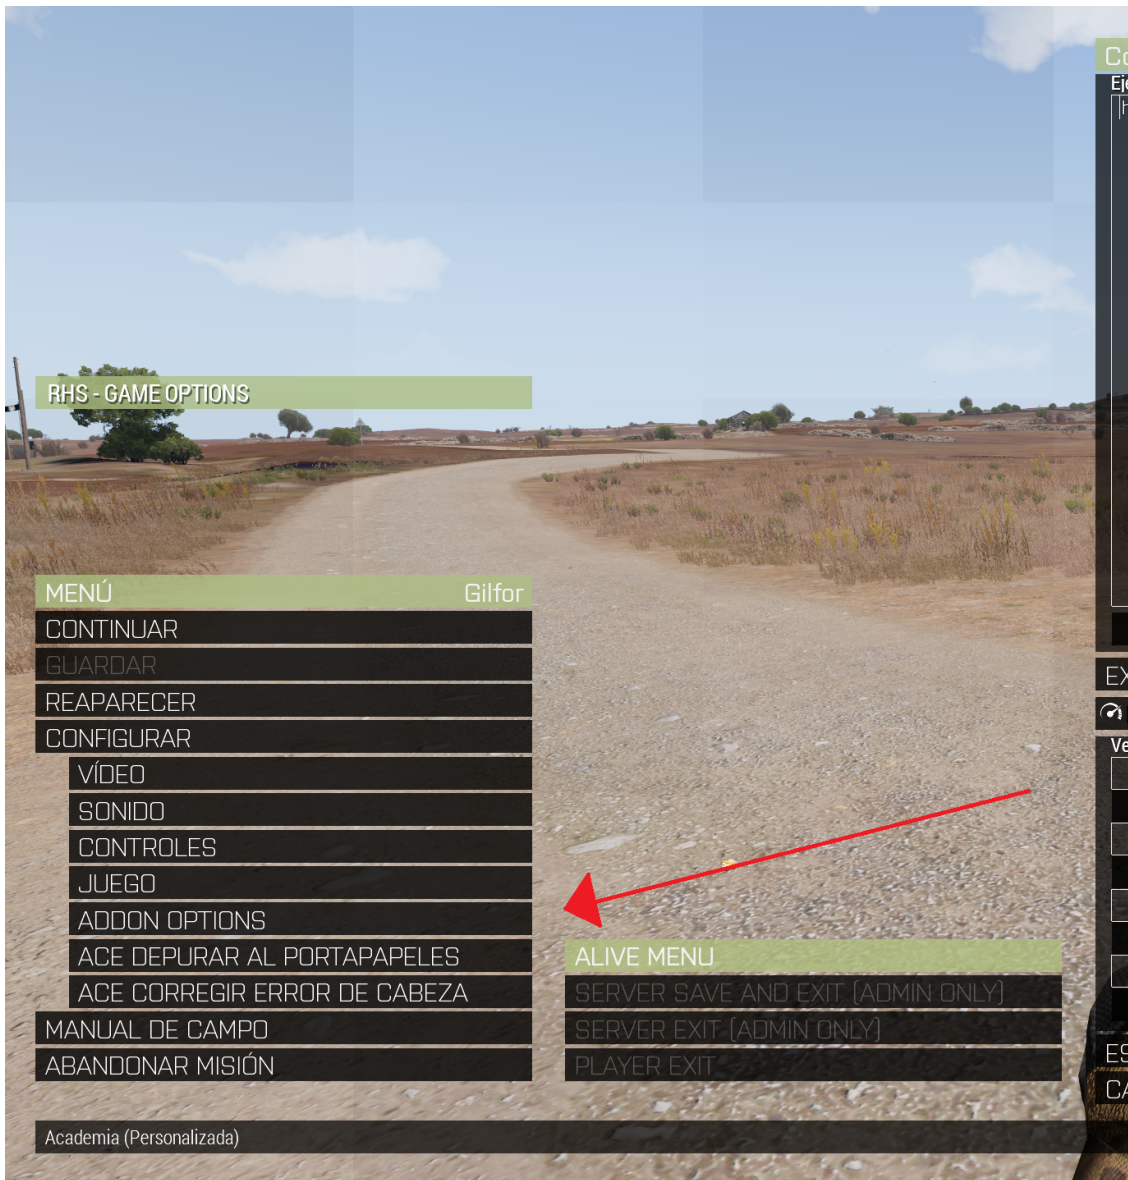 RHS - GAME OPTIONS
MENÚ Gilfor
CONTINUAR
GUARDAR
REAPARECER
CONFIGURAR
VÍDEO
SONIDO
CONTROLES
JUEGO
ADDON OPTIONS
ACE DEPURAR AL PORTAPAPELES
ACE CORREGIR ERROR DE CABEZA
MANUAL DE CAMPO
ABANDONAR MISIÓN
ALIVE MENU
SERVER SAVE AND EXIT (ADMIN ONLY)
SERVER EXIT (ADMIN ONLY)
PLAYER EXIT
Academia (Personalizada)